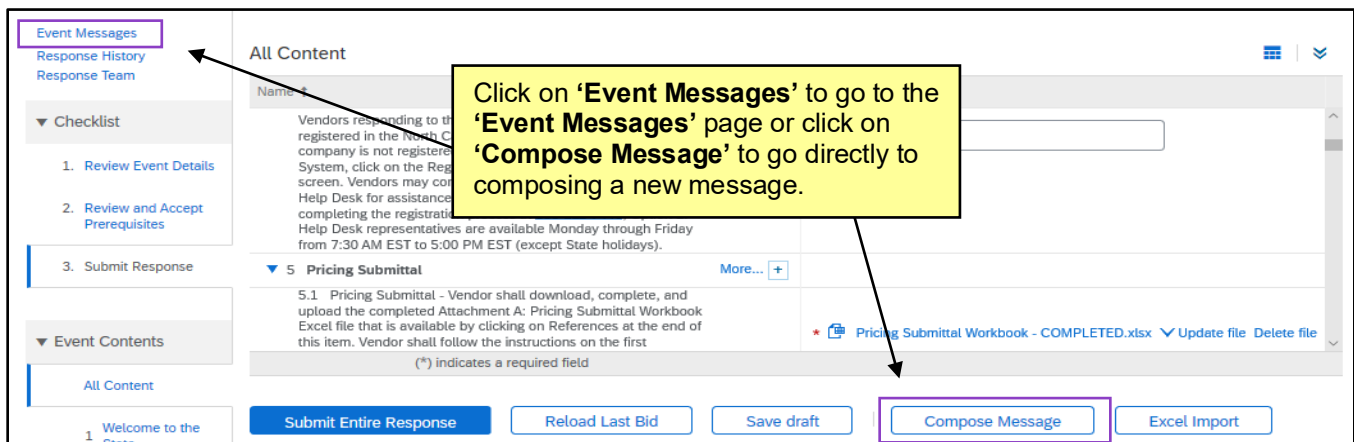 Event Messages
Response History
Response Team
▼ Checklist
1. Review Event Details
2. Review and Accept
Prerequisites
3. Submit Response
▼ Event Contents
All Content
1 Welcome to the
All Content
Name ↑
Vendors responding to
registered in the North
company is not
System, click on the
screen. Vendors may
Help Desk for assistance
completing the
Help Desk representatives are available Monday through Friday
from 7:30 AM EST to 5:00 PM EST (except State holidays).
▼ 5 Pricing Submittal More... +
5.1 Pricing Submittal - Vendor shall download, complete, and
upload the completed Attachment A: Pricing Submittal Workbook
Excel file that is available by clicking on References at the end of
this item. Vendor shall follow the instructions on the first
* Pricing Submittal Workbook - COMPLETED.xlsx Update file Delete file
(*) indicates a required field
Click on ‘Event Messages’ to go to the
‘Event Messages’ page or click on
‘Compose Message’ to go directly to
composing a new message.
Submit Entire Response Reload Last Bid Save draft Compose Message Excel Import